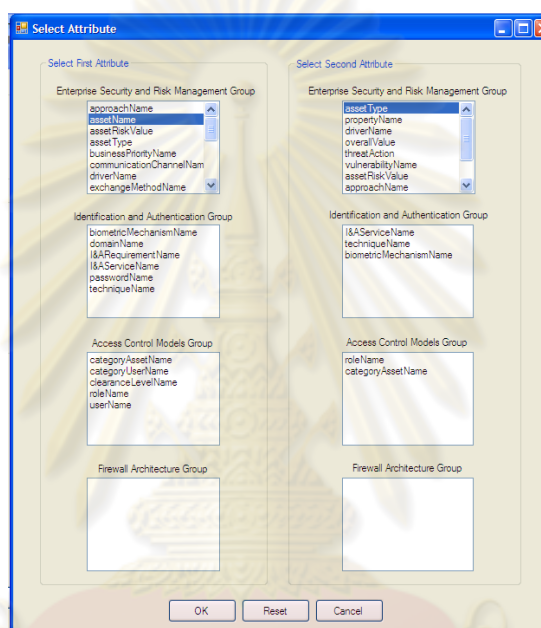 Select Attribute
Select First Attribute
Enterprise Security and Risk Management Group
approachName
assetName
assetRiskValue
assetType
businessPriorityName
communicationChannelNam
driverName
exchangeMethodName
Identification and Authentication Group
biometricMechanismName
domainName
I&ARequirementName
I&AServiceName
passwordName
techniqueName
Access Control Models Group
categoryAssetName
categoryUserName
clearanceLevelName
roleName
userName
Firewall Architecture Group
Select Second Attribute
Enterprise Security and Risk Management Group
assetType
propertyName
driverName
overallValue
threatAction
vulnerabilityName
assetRiskValue
approachName
Identification and Authentication Group
I&AServiceName
techniqueName
biometricMechanismName
Access Control Models Group
roleName
categoryAssetName
Firewall Architecture Group
OK Reset Cancel